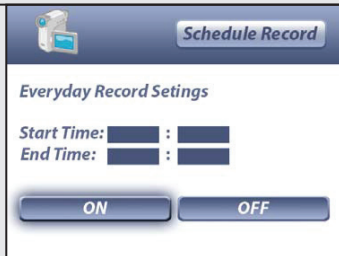 Schedule Record
Everyday Record Setings
Start Time: :
End Time: :
ON OFF